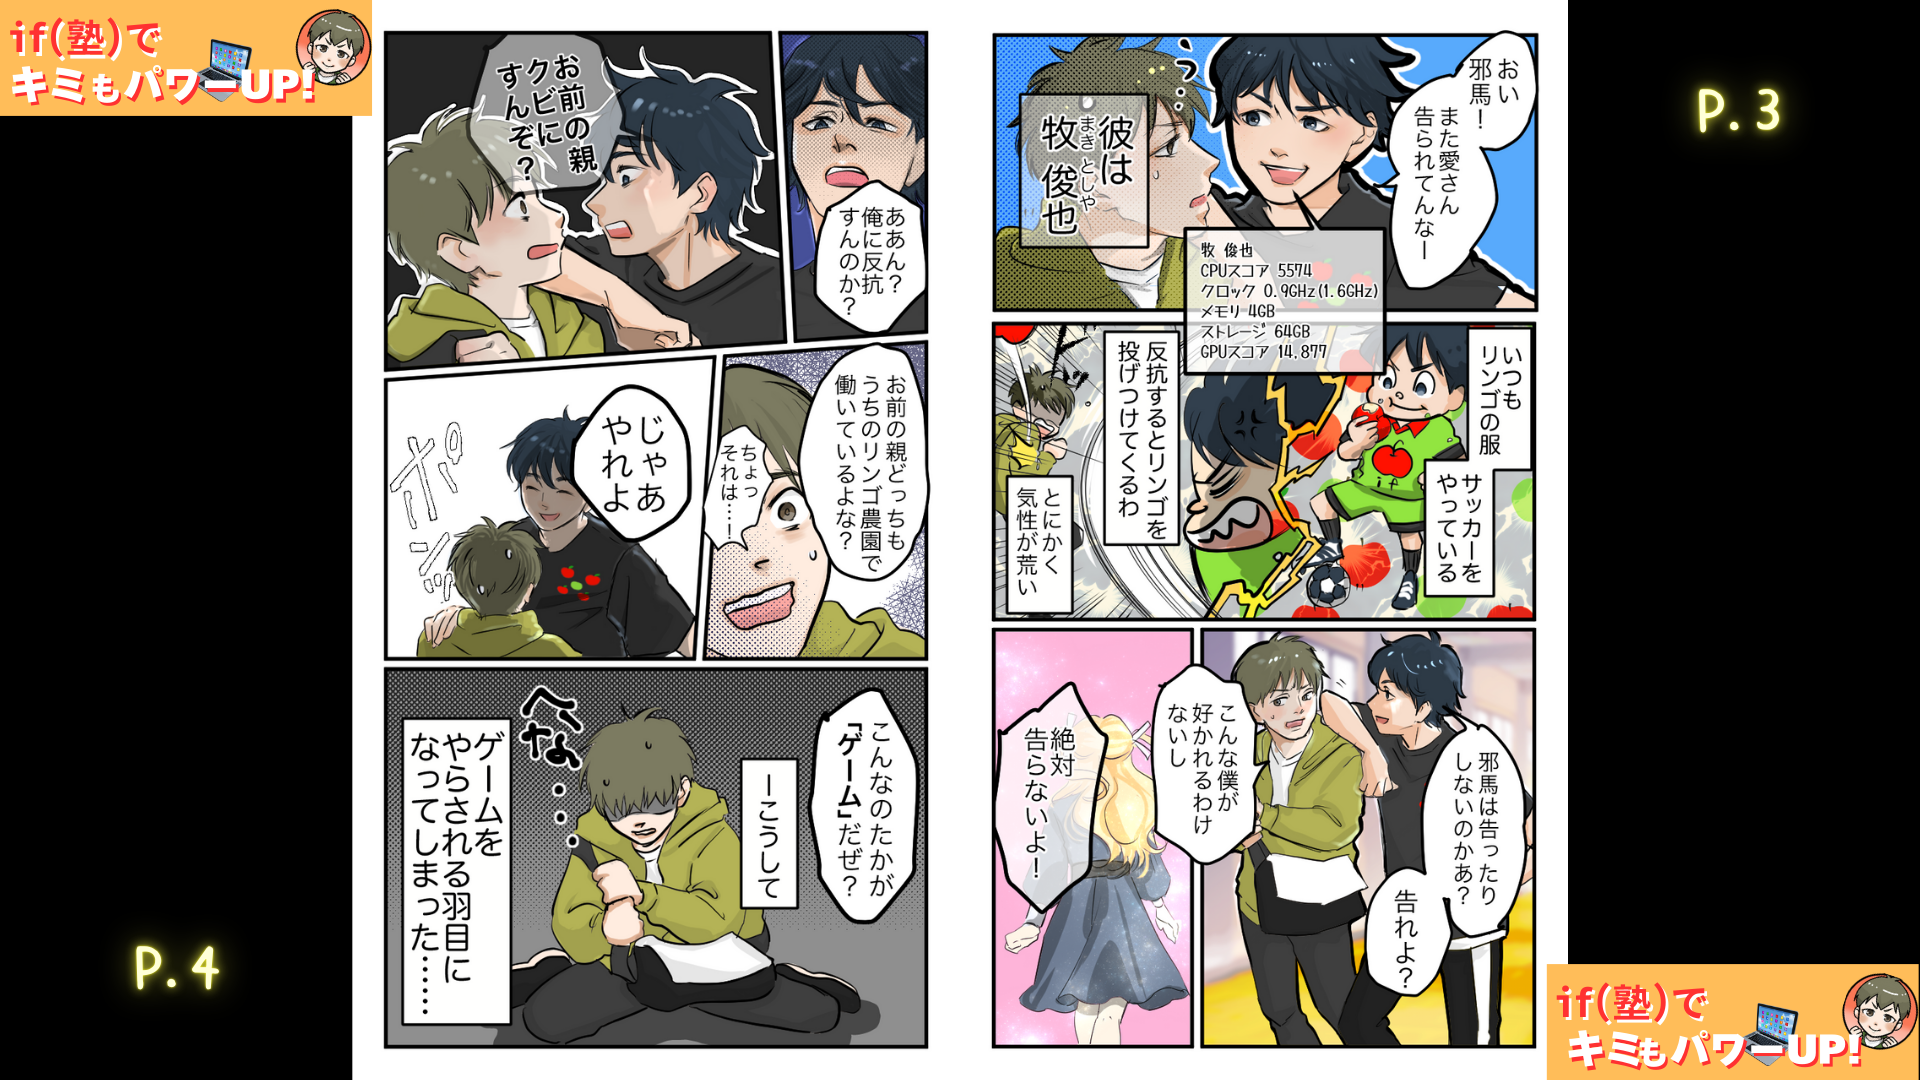 if(塾)で
キミもパワーUP!
P.3
おい
邪馬！
また愛さん
告られてんなー
っ…
彼は
まき としや
牧 俊也
牧 俊也
CPUスコア 5574
クロック 0.9GHz(1.6GHz)
メモリ 4GB
ストレージ 64GB
GPUスコア 14,877
いつも
リンゴの服
サッカーを
やっている
if
反抗するとリンゴを
投げつけてくるわ
とにかく
気性が荒い
邪馬は告ったり
しないのかあ？
告れよ？
こんな僕が
好かれるわけ
ないし
絶対
告らないよ！
ああん？
俺に反抗
すんのか？
お前の親
クビに
すんぞ？
お前の親どっちも
うちのリンゴ農園で
働いているよな？
ちょっ
それは…！
じゃあ
やれよ
ポンッ
こんなのたかが
「ゲーム」だぜ？
ーこうして
へな…
ゲームを
やらされる羽目に
なってしまった……
P.4
if(塾)で
キミもパワーUP!